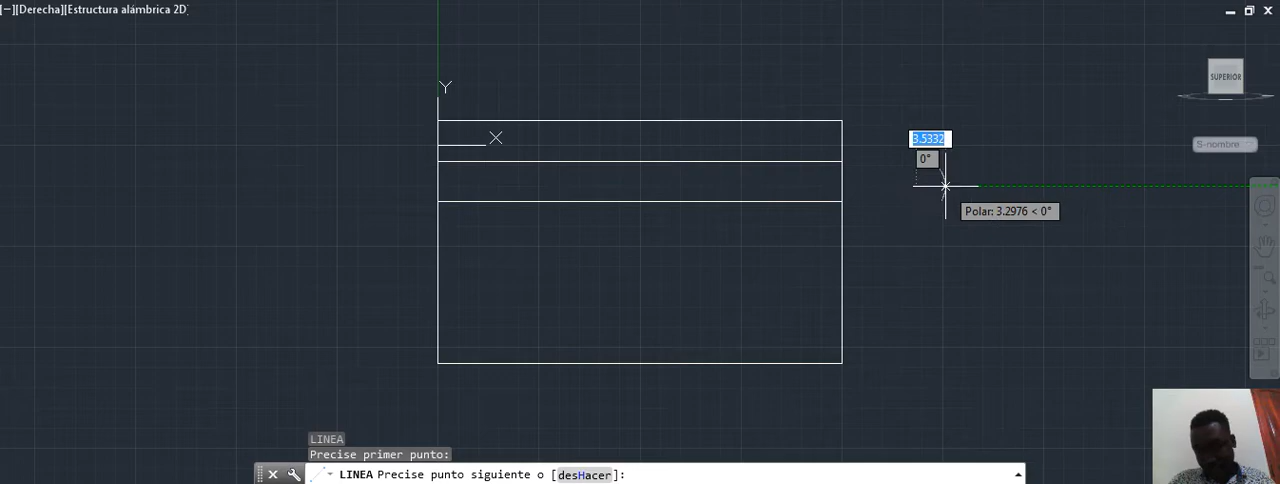 [−][Derecha][Estructura alámbrica 2D]
SUPERIOR
Y
X
3.5332
S-nombre
0°
Polar: 3.2976 < 0°
LINEA
Precise primer punto:
LINEA Precise punto siguiente o [desHacer]: